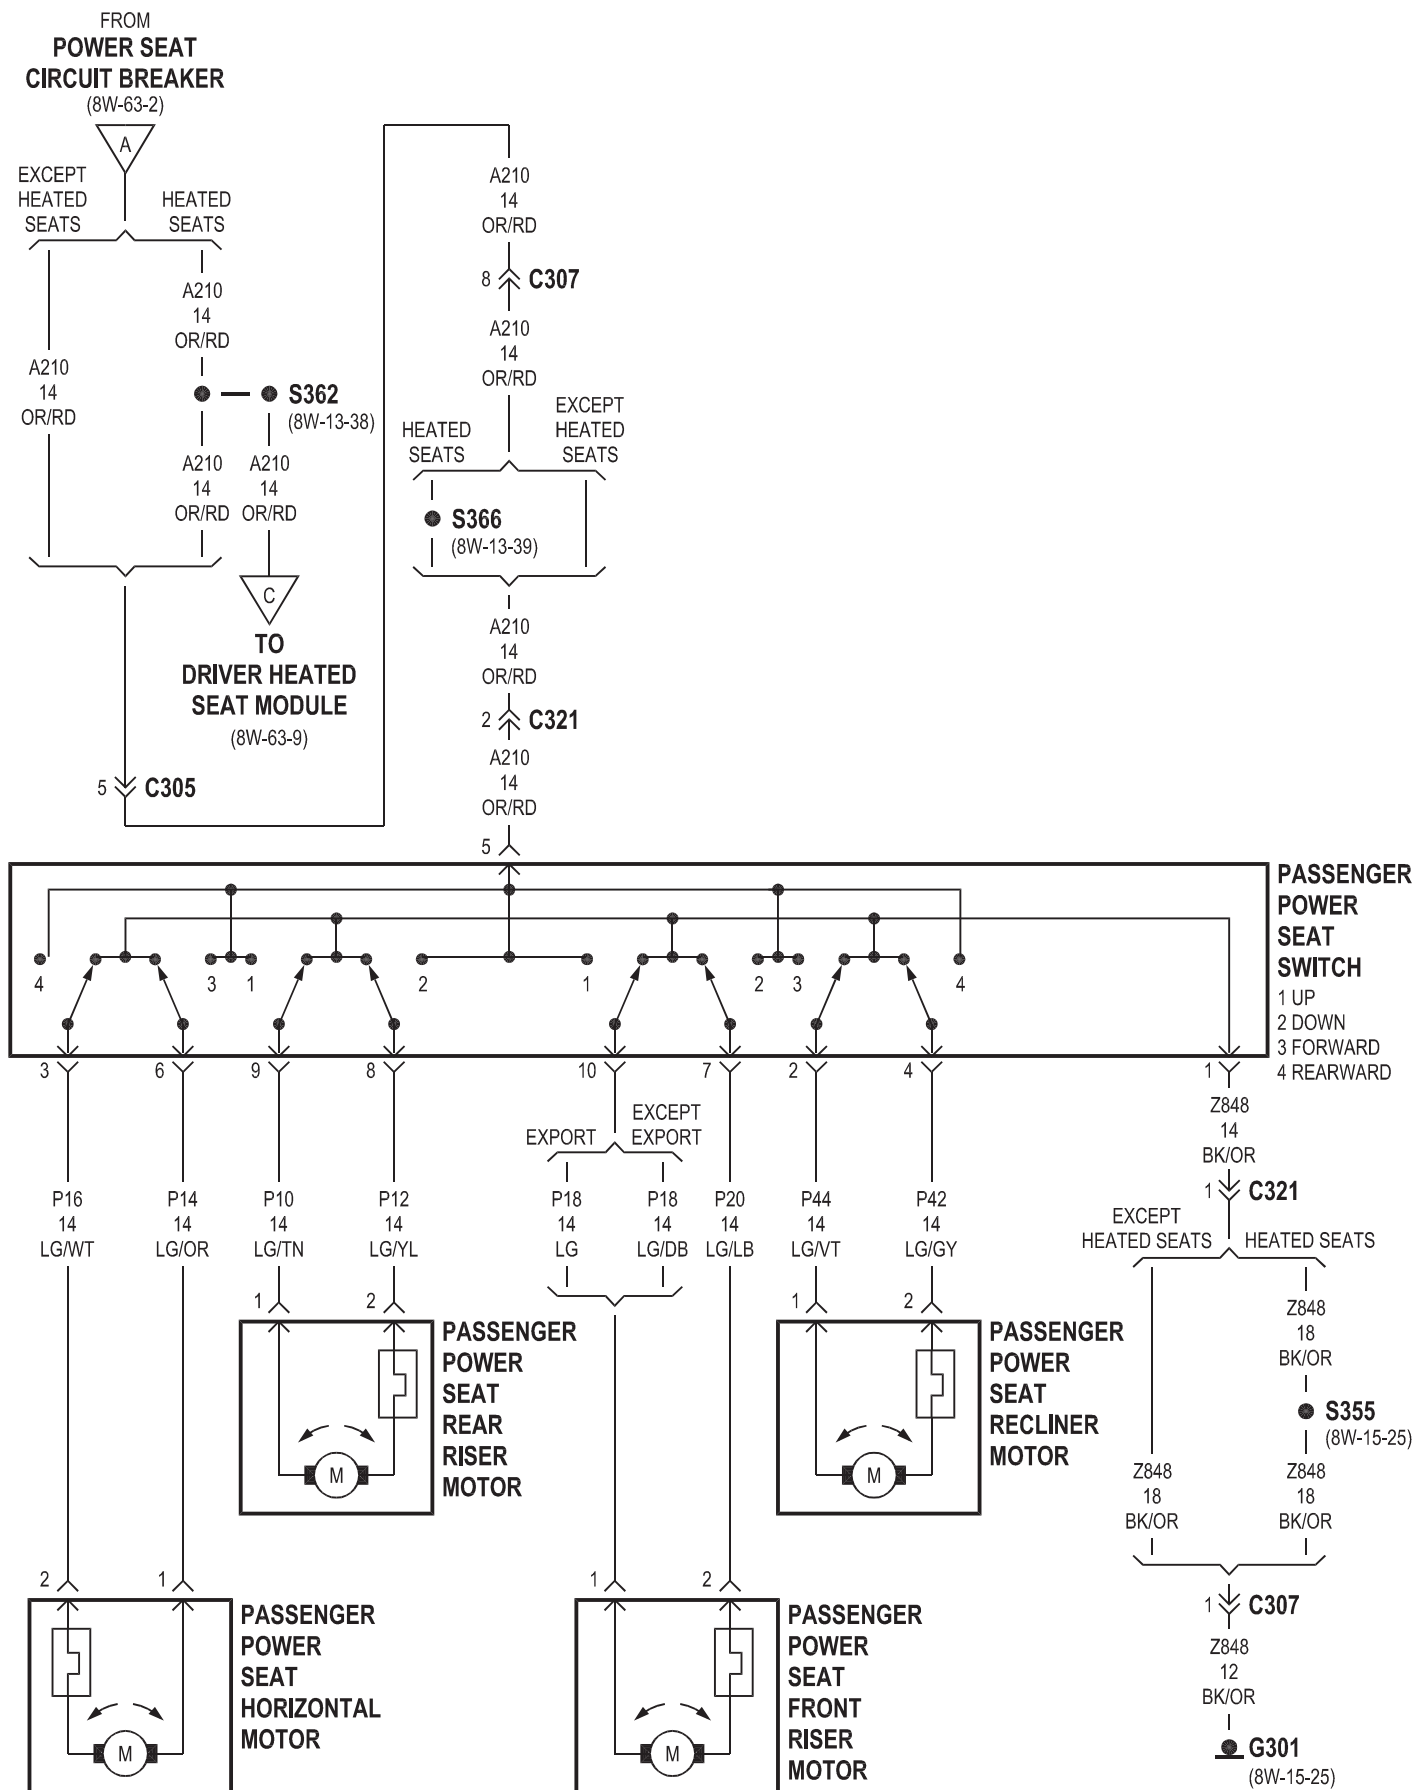 FROM
POWER SEAT
CIRCUIT BREAKER
(8W-63-2)
A
EXCEPT
HEATED
SEATS
HEATED
SEATS
A210
14
OR/RD
A210
14
OR/RD
S362
(8W-13-38)
A210
14
OR/RD
A210
14
OR/RD
C
TO
DRIVER HEATED
SEAT MODULE
(8W-63-9)
5
C305
A210
14
OR/RD
8
C307
A210
14
OR/RD
HEATED
SEATS
EXCEPT
HEATED
SEATS
S366
(8W-13-39)
A210
14
OR/RD
2
C321
A210
14
OR/RD
5
PASSENGER
POWER
SEAT
SWITCH
1 UP
2 DOWN
3 FORWARD
4 REARWARD
4 3 1 2 1 2 3 4
3 6 9 8 10 7 2 4 1
EXPORT
EXCEPT
EXPORT
P16
14
LG/WT
P14
14
LG/OR
P10
14
LG/TN
P12
14
LG/YL
P18
14
LG
P18
14
LG/DB
P20
14
LG/LB
P44
14
LG/VT
P42
14
LG/GY
Z848
14
BK/OR
1
C321
EXCEPT
HEATED SEATS
HEATED SEATS
Z848
18
BK/OR
S355
(8W-15-25)
Z848
18
BK/OR
Z848
18
BK/OR
1
C307
Z848
12
BK/OR
G301
(8W-15-25)
1 2
M
PASSENGER
POWER
SEAT
REAR
RISER
MOTOR
1 2
M
PASSENGER
POWER
SEAT
RECLINER
MOTOR
2 1
M
PASSENGER
POWER
SEAT
HORIZONTAL
MOTOR
1 2
M
PASSENGER
POWER
SEAT
FRONT
RISER
MOTOR